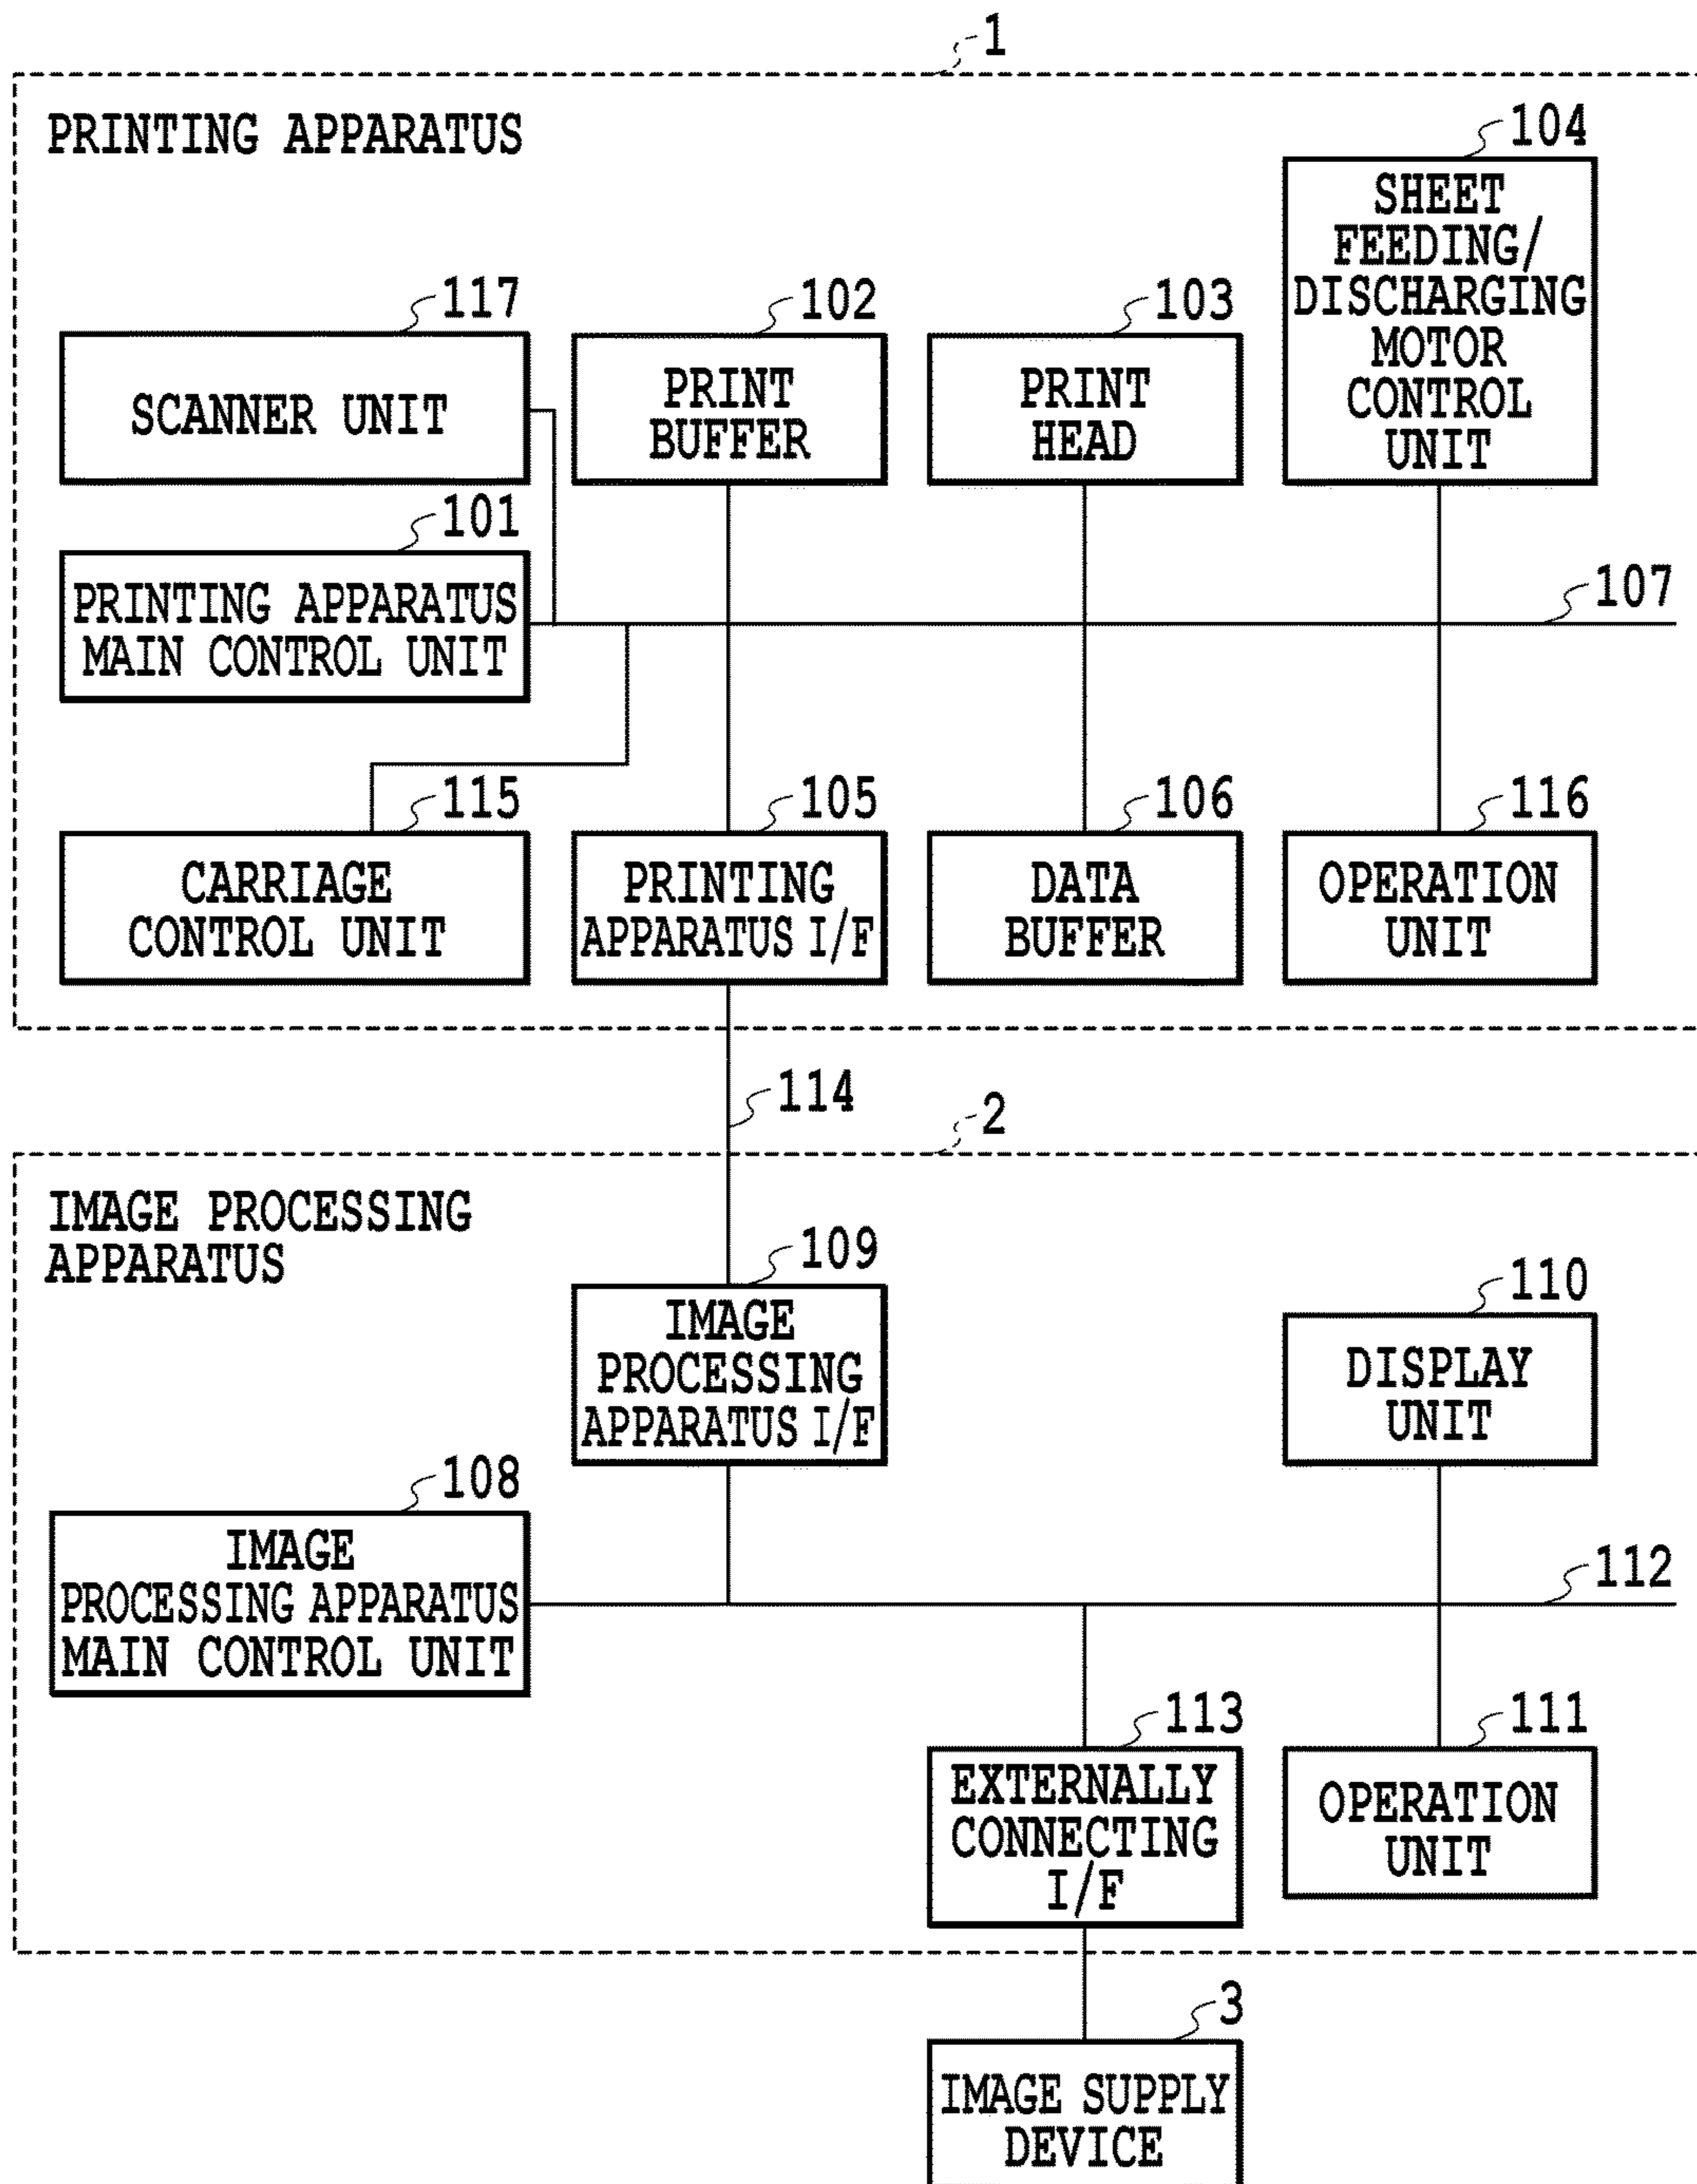 1
PRINTING APPARATUS
104
SHEET
FEEDING/
DISCHARGING
MOTOR
CONTROL
UNIT
117
SCANNER UNIT
102
PRINT
BUFFER
103
PRINT
HEAD
101
PRINTING APPARATUS
MAIN CONTROL UNIT
107
115
CARRIAGE
CONTROL UNIT
105
PRINTING
APPARATUS I/F
106
DATA
BUFFER
116
OPERATION
UNIT
114
2
IMAGE PROCESSING
APPARATUS
109
IMAGE
PROCESSING
APPARATUS I/F
110
DISPLAY
UNIT
108
IMAGE
PROCESSING APPARATUS
MAIN CONTROL UNIT
112
113
EXTERNALLY
CONNECTING
I/F
111
OPERATION
UNIT
3
IMAGE SUPPLY
DEVICE